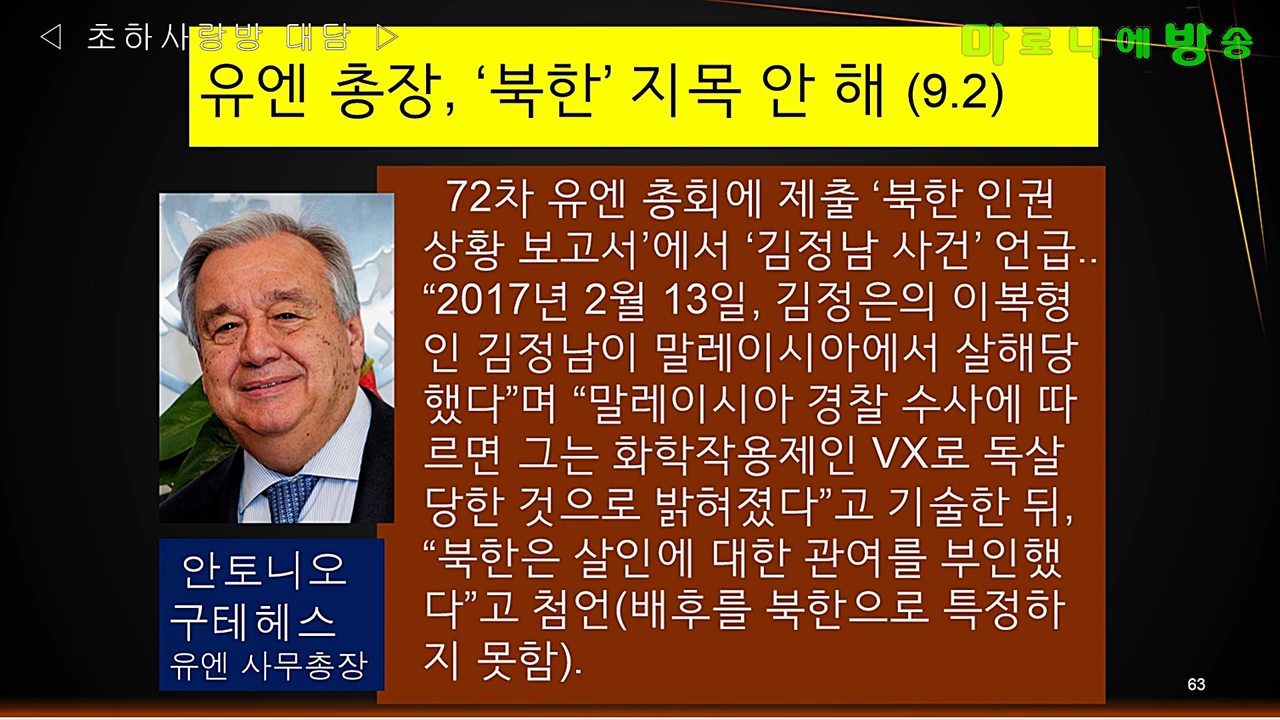 ◁ 초하사랑방 대담 ▷
마로니에방송
유엔 총장, ‘북한’ 지목 안 해 (9.2)
72차 유엔 총회에 제출 ‘북한 인권
상황 보고서’에서 ‘김정남 사건’ 언급..
“2017년 2월 13일, 김정은의 이복형
인 김정남이 말레이시아에서 살해당
했다”며 “말레이시아 경찰 수사에 따
르면 그는 화학작용제인 VX로 독살
당한 것으로 밝혀졌다”고 기술한 뒤,
“북한은 살인에 대한 관여를 부인했
다”고 첨언(배후를 북한으로 특정하
지 못함).
안토니오
구테헤스
유엔 사무총장
63